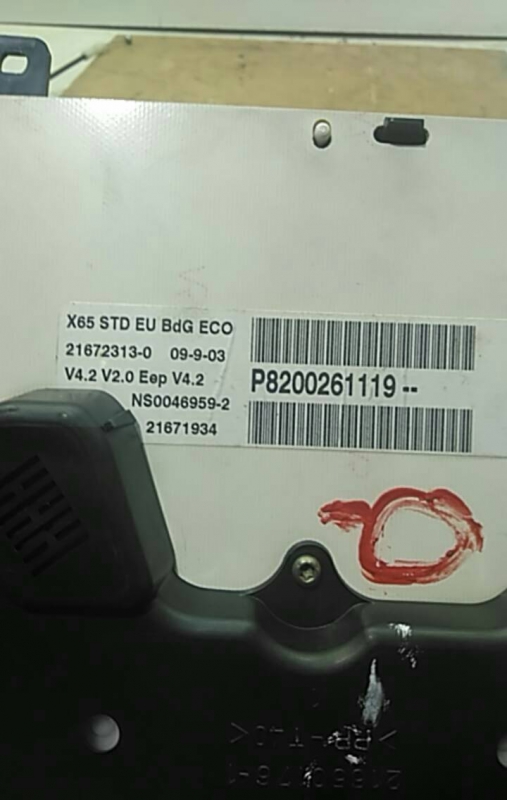 X65 STD EU BdG ECO
21672313-0 09-9-03
V4.2 V2.0 Eep V4.2
NS0046959-2
21671934
P8200261119--